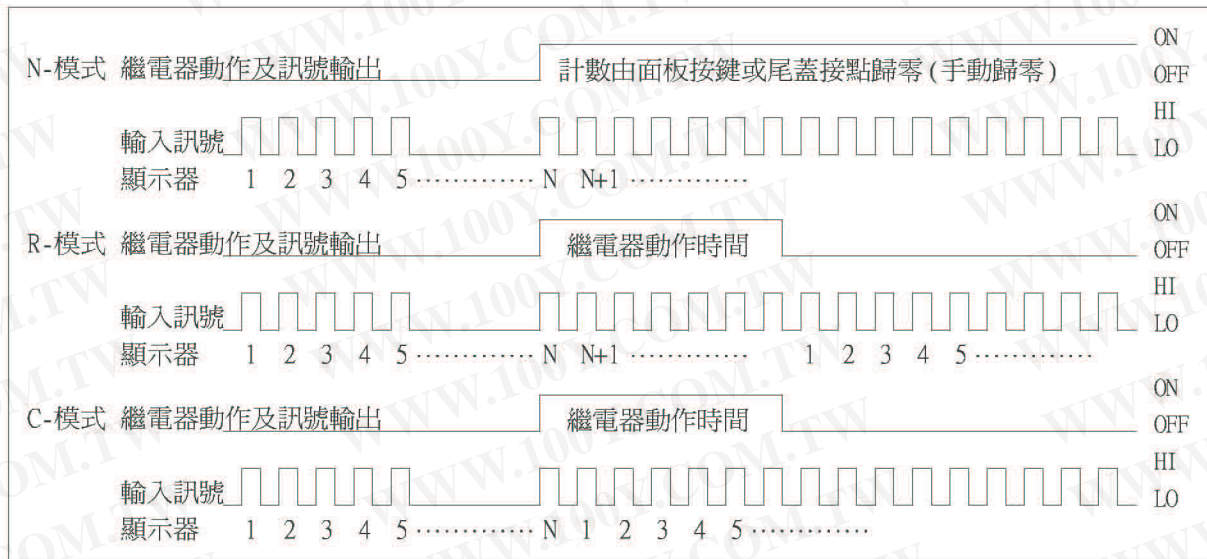 N-模式 繼電器動作及訊號輸出 ON
計數由面板按鍵或尾蓋接點歸零(手動歸零) OFF
HI
輸入訊號 LO
顯示器 1 2 3 4 5 ············· N N+1 ·············
R-模式 繼電器動作及訊號輸出 繼電器動作時間 ON
OFF
HI
輸入訊號 LO
顯示器 1 2 3 4 5 ············· N N+1 ············· 1 2 3 4 5 ·············
C-模式 繼電器動作及訊號輸出 繼電器動作時間 ON
OFF
HI
輸入訊號 LO
顯示器 1 2 3 4 5 ············· N 1 2 3 4 5 ·············
WWW.100Y.COM.TW